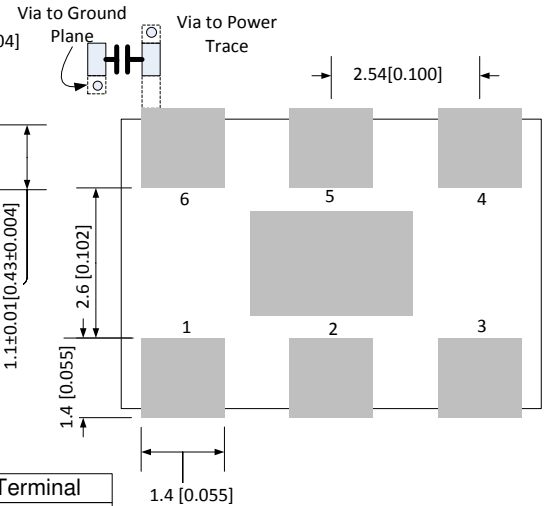 Via to Ground
Plane
04]
Via to Power
Trace
2.54[0.100]
6
5
4
1.1±0.01[0.43±0.004]
2.6 [0.102]
1
2
3
1.4 [0.055]
Terminal
1.4 [0.055]